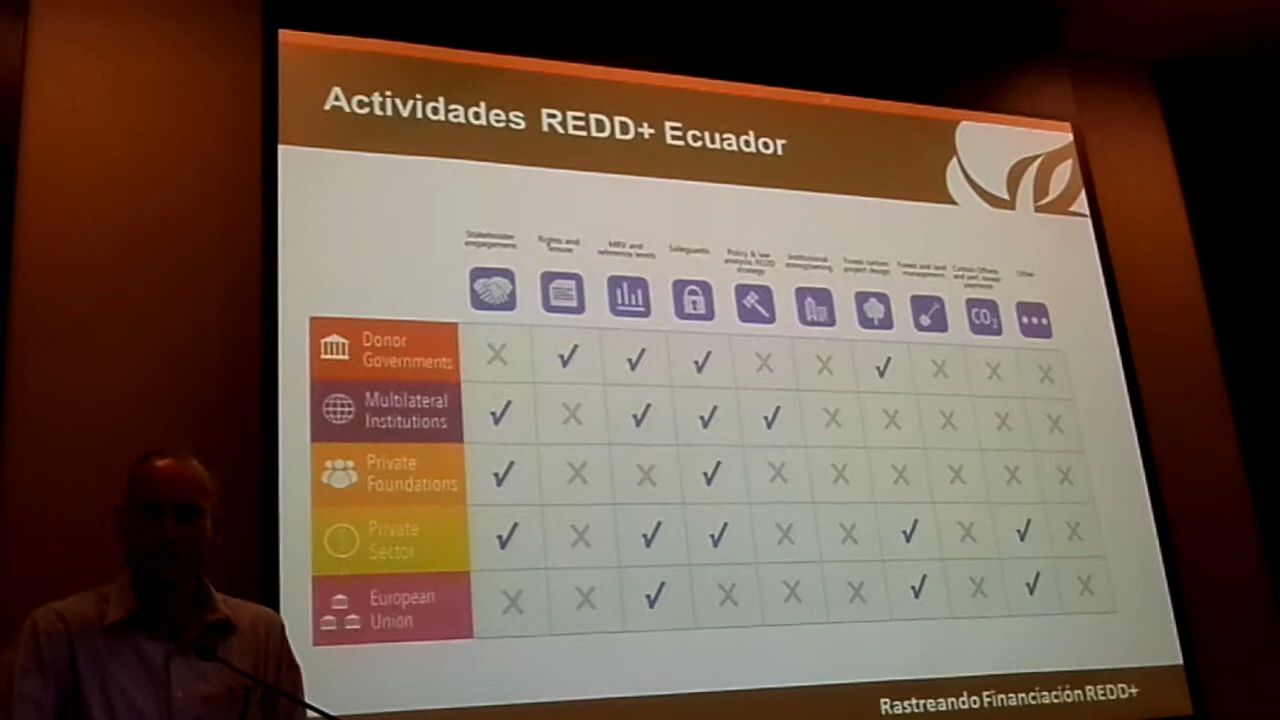 Actividades REDD+ Ecuador
Stakeholder
engagement
Rights and
tenure
MRV and
reference levels
Safeguards
Policy & law
analysis, REDD
strategy
Institutional
strengthening
Forest carbon
project design
Forest and land
management
Carbon Offsets
and perf. based
payments
Other
CO₂
Donor
Governments
Multilateral
Institutions
Private
Foundations
Private
Sector
European
Union
Rastreando Financiación REDD+